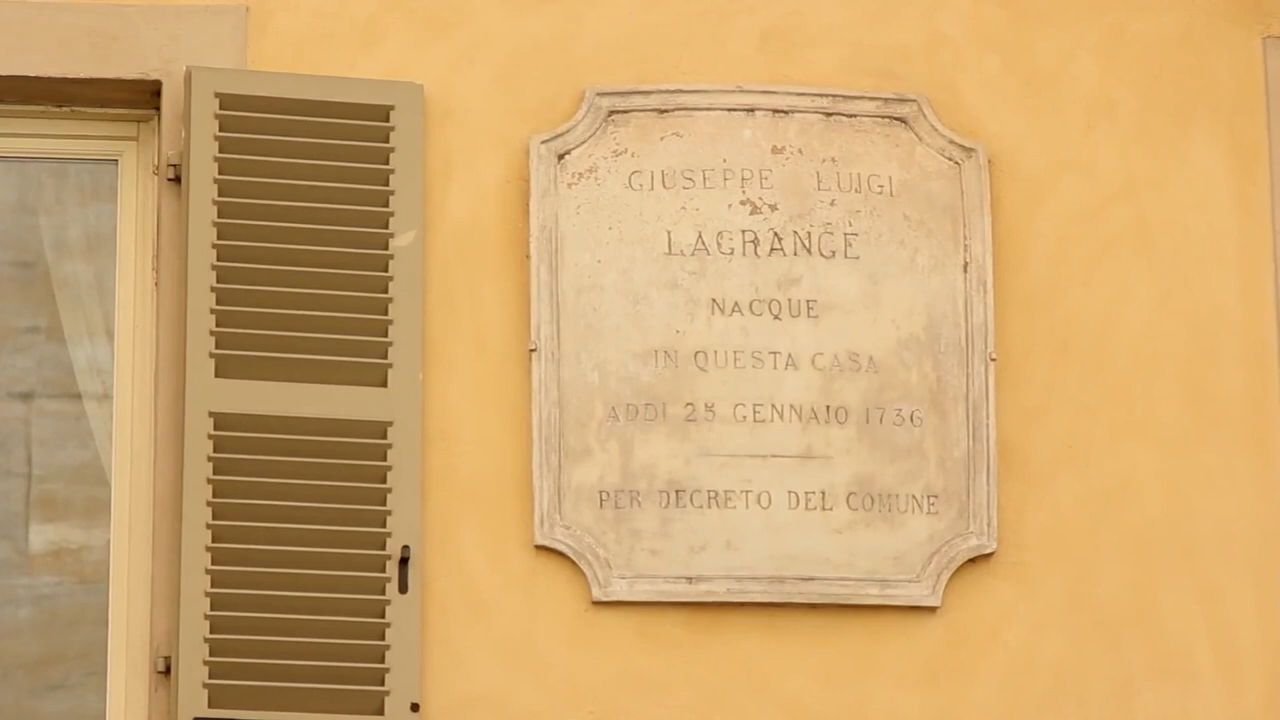 GIUSEPPE LUIGI
LAGRANGE
NACQUE
IN QUESTA CASA
ADDI 25 GENNAIO 1736
PER DECRETO DEL COMUNE